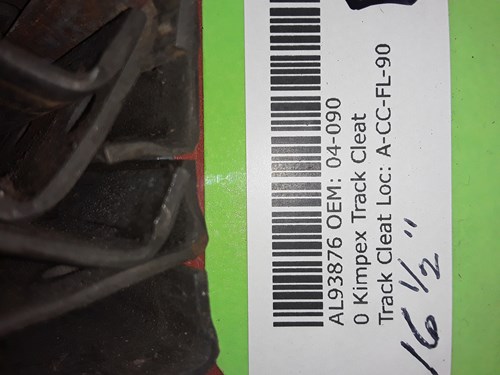 AL93876 OEM: 04-090
0 Kimpex Track Cleat
Track Cleat Loc: A-CC-FL-90
16 1/2"